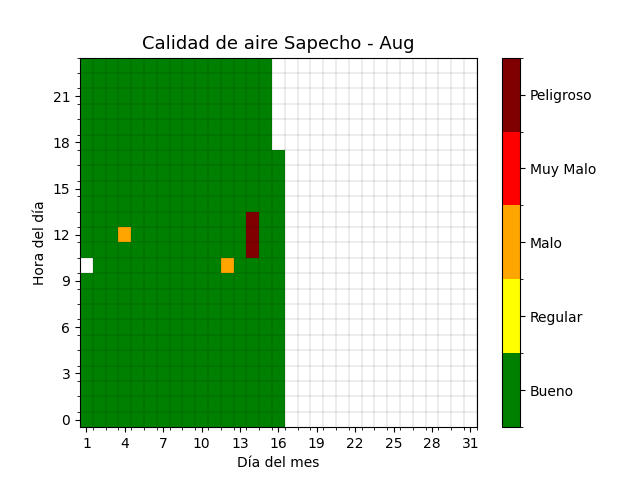 Calidad de aire Sapecho - Aug
Hora del día
21
18
15
12
9
6
3
0
1 4 7 10 13 16 19 22 25 28 31
Día del mes
Peligroso
Muy Malo
Malo
Regular
Bueno